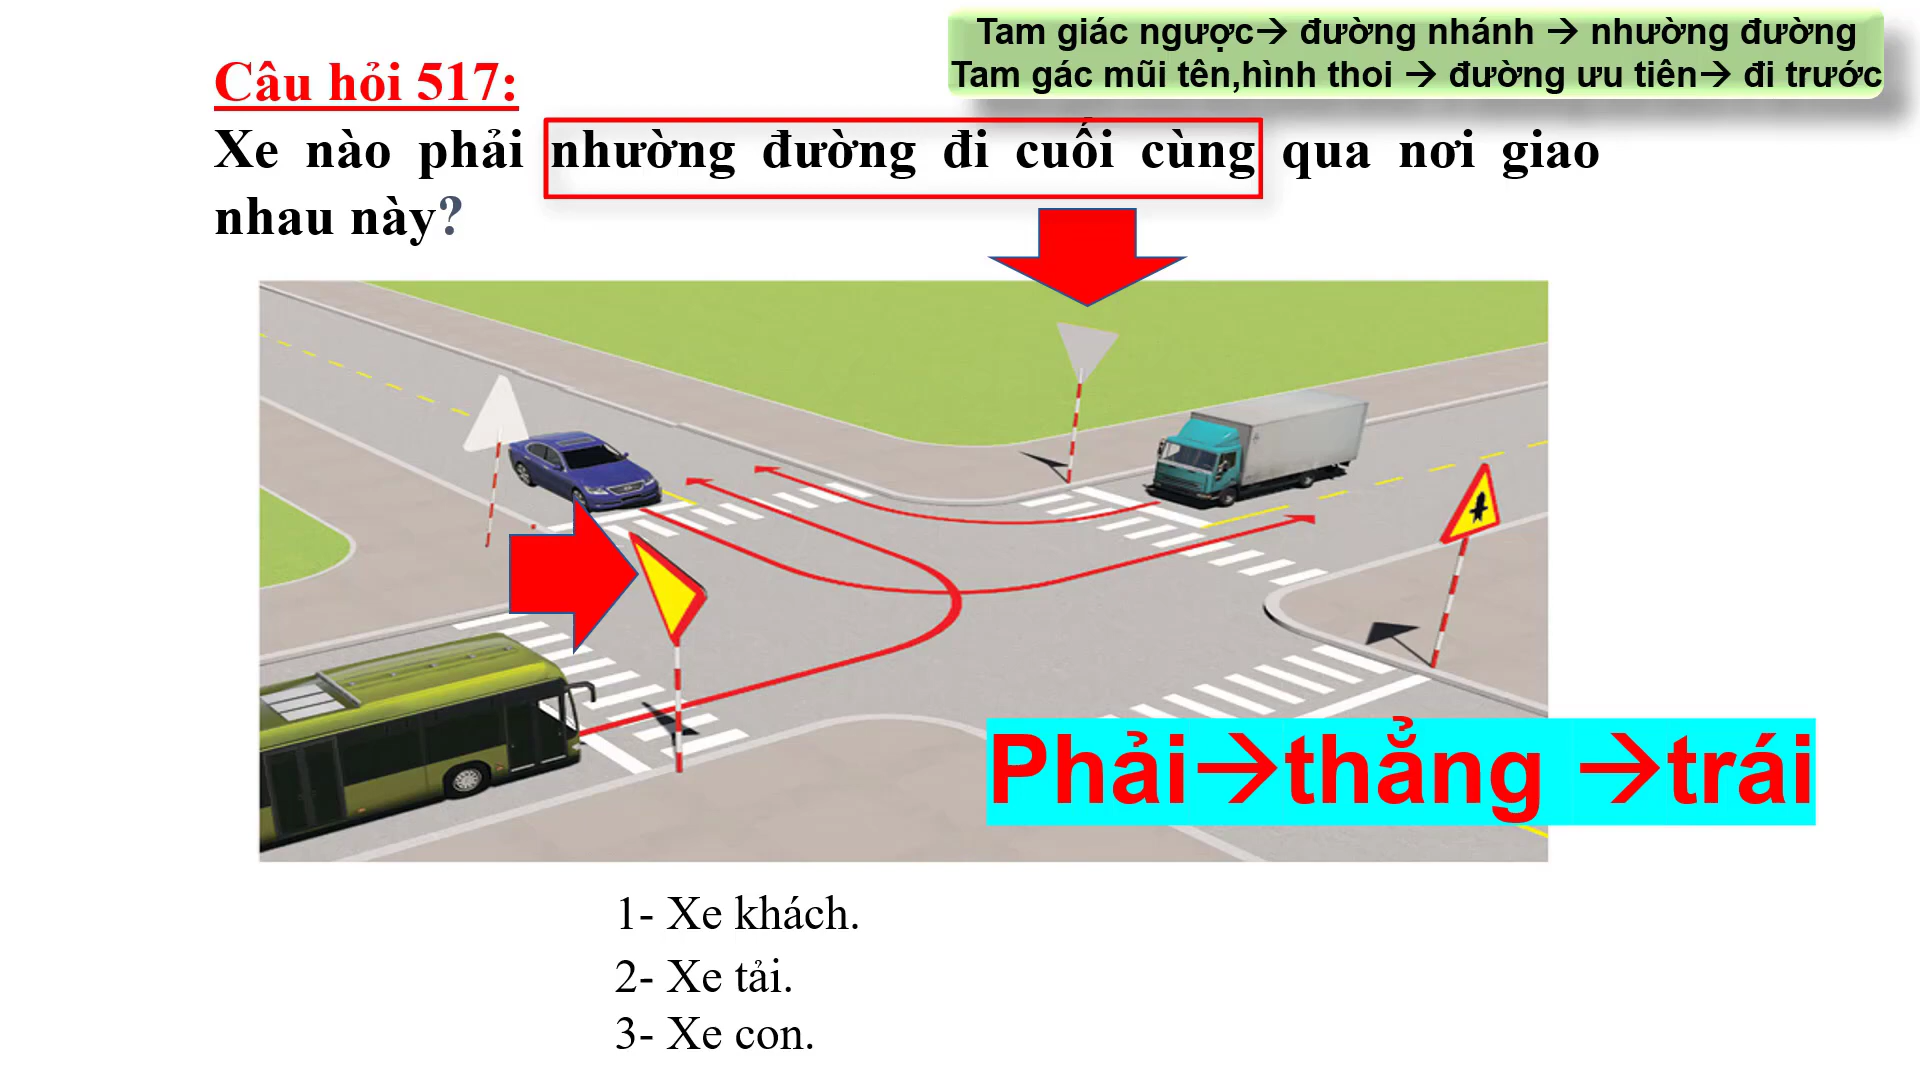 Tam giác ngược→ đường nhánh → nhường đường
Tam gác mũi tên,hình thoi → đường ưu tiên→ đi trước
Câu hỏi 517:
Xe nào phải nhường đường đi cuối cùng qua nơi giao
nhau này?
Phải→thẳng →trái
1- Xe khách.
2- Xe tải.
3- Xe con.